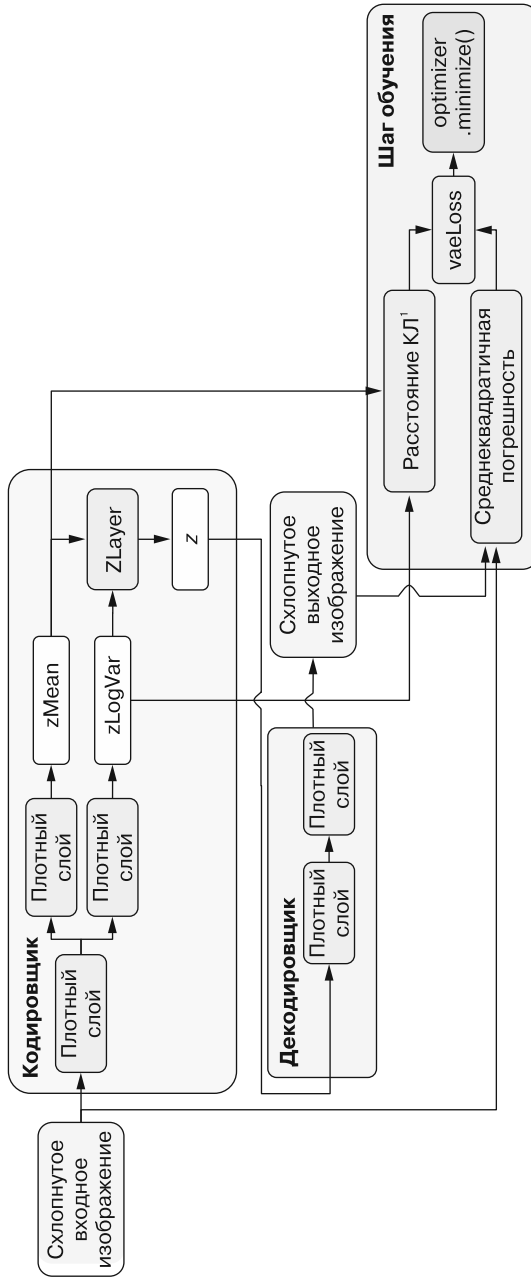 Схлопнутое
входное
изображение
Кодировщик
Плотный
слой
Плотный
слой
Плотный
слой
zMean
zLogVar
ZLayer
z
Декодировщик
Плотный
слой
Плотный
слой
Схлопнутое
выходное
изображение
Шаг обучения
Расстояние КЛ¹
Среднеквадратичная
погрешность
vaeLoss
optimizer
.minimize()